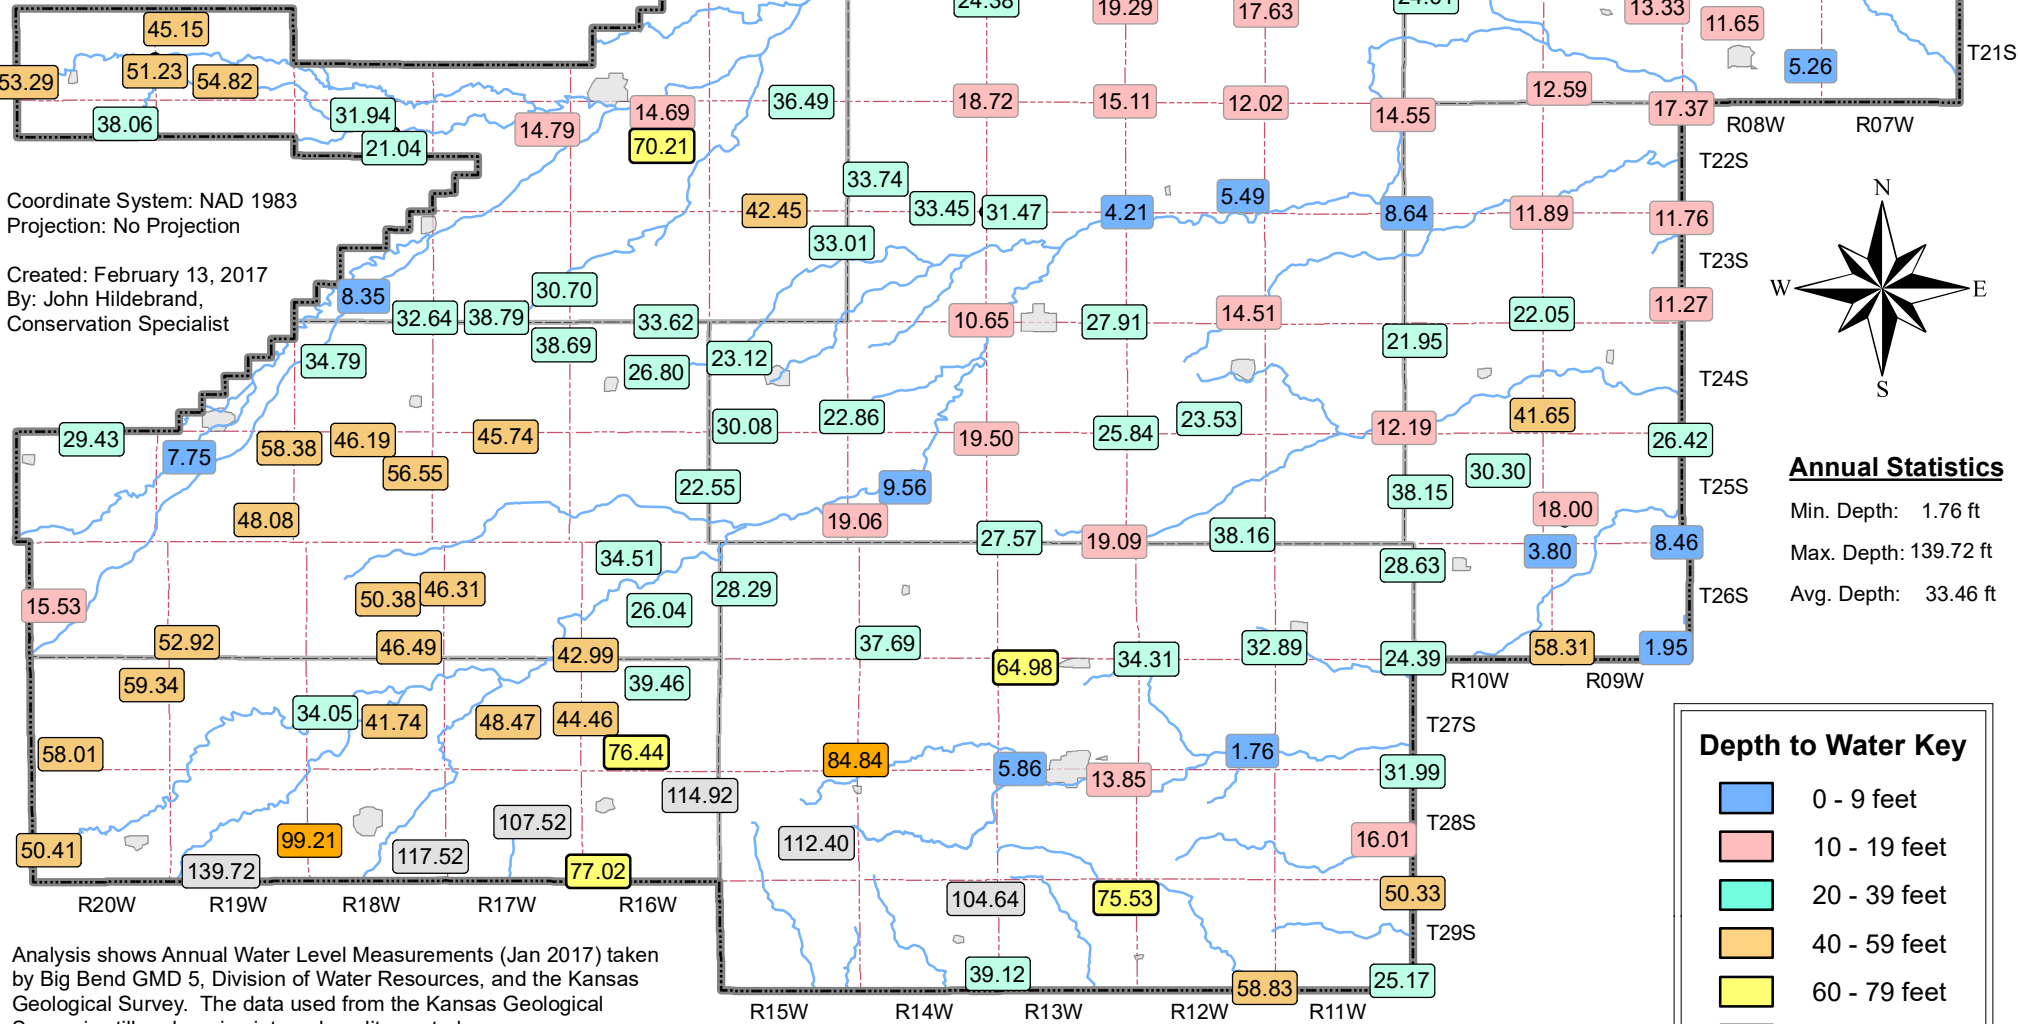 24.38
19.29
17.63
24.61
13.33
11.65
45.15
T21S
51.23
54.82
53.29
5.26
36.49
18.72
15.11
12.02
12.59
17.37
14.55
31.94
14.69
14.79
38.06
21.04
70.21
R08W
R07W
T22S
33.74
Coordinate System: NAD 1983
Projection: No Projection
42.45
33.45
31.47
4.21
5.49
8.64
11.89
11.76
33.01
N
W
E
S
T23S
Created: February 13, 2017
By: John Hildebrand,
Conservation Specialist
8.35
30.70
32.64
38.79
33.62
10.65
27.91
14.51
22.05
11.27
38.69
21.95
34.79
26.80
23.12
T24S
29.43
7.75
58.38
46.19
45.74
56.55
30.08
22.86
19.50
25.84
23.53
12.19
41.65
26.42
48.08
22.55
9.56
19.06
38.15
30.30
18.00
T25S
Annual Statistics
Min. Depth: 1.76 ft
Max. Depth: 139.72 ft
Avg. Depth: 33.46 ft
27.57
19.09
38.16
3.80
8.46
34.51
28.29
28.63
15.53
50.38
46.31
26.04
T26S
52.92
46.49
42.99
37.69
64.98
34.31
32.89
24.39
58.31
1.95
R10W
R09W
59.34
39.46
34.05
41.74
48.47
44.46
T27S
58.01
76.44
84.84
5.86
13.85
1.76
31.99
114.92
107.52
112.40
T28S
16.01
50.41
99.21
117.52
139.72
77.02
104.64
75.53
50.33
R20W
R19W
R18W
R17W
R16W
T29S
39.12
58.83
25.17
R15W
R14W
R13W
R12W
R11W
Depth to Water Key
0 - 9 feet
10 - 19 feet
20 - 39 feet
40 - 59 feet
60 - 79 feet
Analysis shows Annual Water Level Measurements (Jan 2017) taken
by Big Bend GMD 5, Division of Water Resources, and the Kansas
Geological Survey. The data used from the Kansas Geological